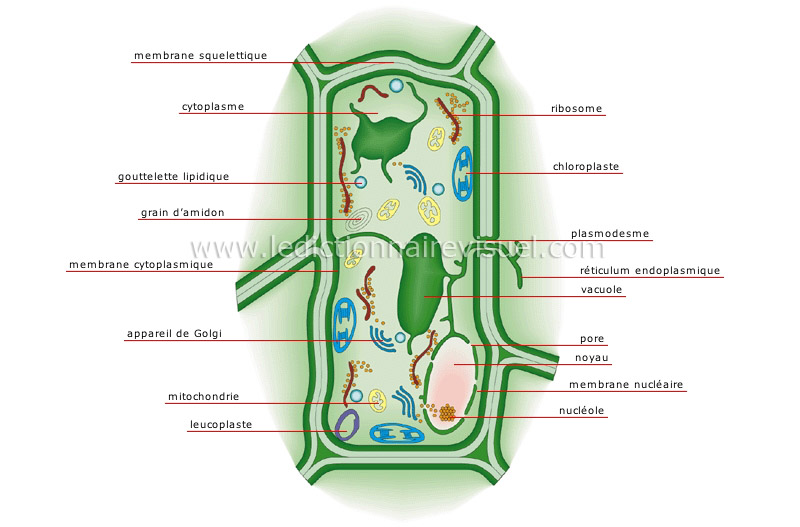 membrane squelettique
cytoplasme
ribosome
chloroplaste
gouttelette lipidique
grain d'amidon
plasmodesme
www.ledictionnairevisuel.com
membrane cytoplasmique
réticulum endoplasmique
vacuole
appareil de Golgi
pore
noyau
membrane nucléaire
mitochondrie
nucléole
leucoplaste